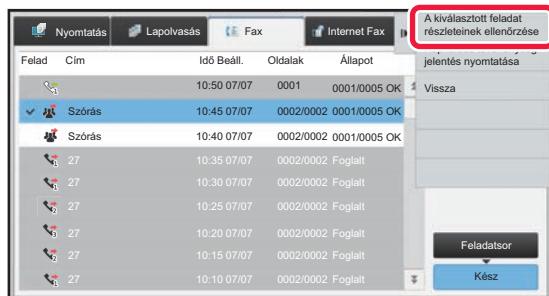 Nyomtatás Lapolvasás Fax Internet Fax
A kiválasztott feladat
részleteinek ellenőrzése
jelentés nyomtatása
Vissza
Felad Cím Idő Beáll. Oldalak Állapot
10:50 07/07 0001 0001/0005 OK
Szórás 10:45 07/07 0002/0002 0001/0005 OK
Szórás 10:40 07/07 0002/0002 0001/0005 OK
27 10:35 07/07 0002/0002 Foglalt
27 10:30 07/07 0002/0002 Foglalt
27 10:25 07/07 0002/0002 Foglalt
27 10:20 07/07 0002/0002 Foglalt
27 10:15 07/07 0002/0002 Foglalt
27 10:10 07/07 0002/0002 Foglalt
Feladatsor
Kész